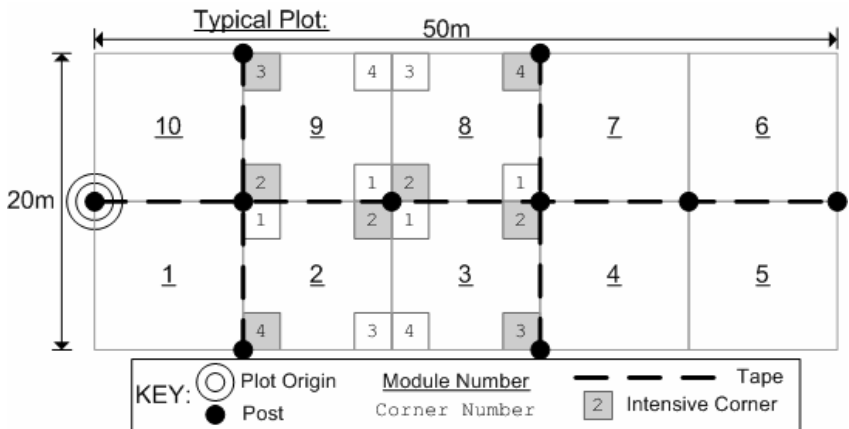 Typical Plot:
50m
3 4 3 4
10 9 8 7 6
2 1 2 1
20m
1 2 1 2
1 2 3 4 5
4 3 4 3
KEY: Plot Origin Module Number Tape
Post Corner Number 2 Intensive Corner